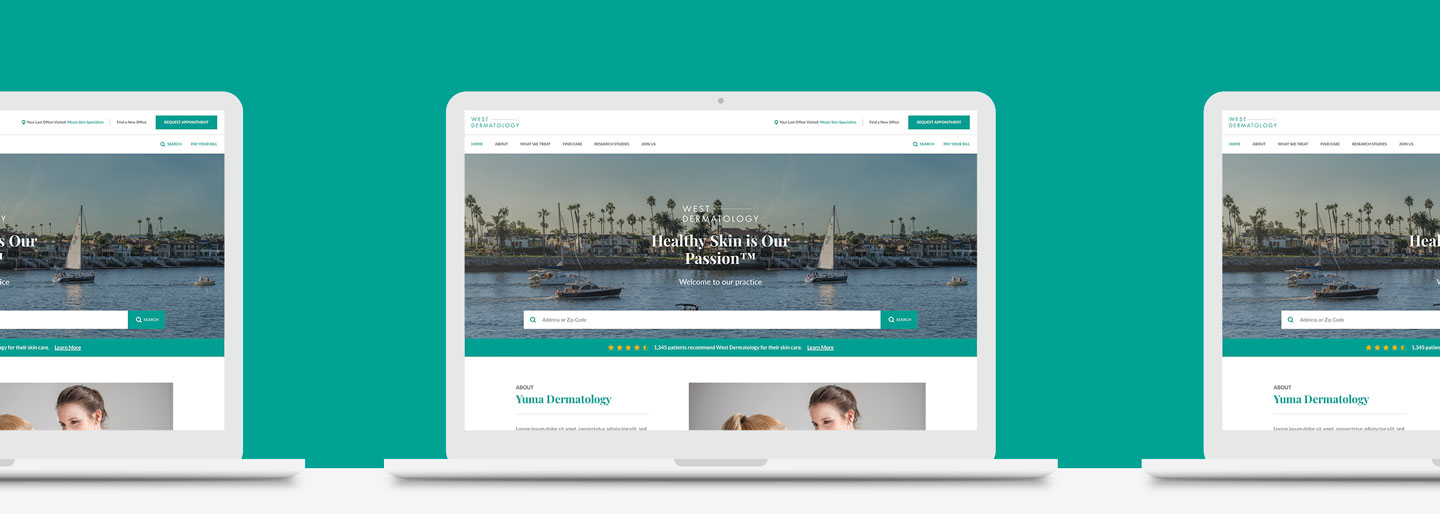 Your Last Office Visited: Miami Skin Specialists
Find a New Office
REQUEST APPOINTMENT
SEARCH
PAY YOUR BILL
Y
s Our
ice
SEARCH
ogy for their skin care. Learn More
WEST
DERMATOLOGY
Your Last Office Visited: Miami Skin Specialists
Find a New Office
REQUEST APPOINTMENT
HOME ABOUT WHAT WE TREAT FIND CARE RESEARCH STUDIES JOIN US SEARCH PAY YOUR BILL
WEST
DERMATOLOGY
Healthy Skin is Our
Passion™
Welcome to our practice
Address or Zip Code
SEARCH
1,345 patients recommend West Dermatology for their skin care. Learn More
ABOUT
Yuma Dermatology
Lorem ipsum dolor sit amet, consectetur adipiscing elit, sed
WEST
DERMATOLOGY
HOME ABOUT WHAT WE TREAT FIND CARE RESEARCH STUDIES JOIN US
Heal
W
Address or Zip Code
1,345 patien
ABOUT
Yuma Dermatology
Lorem ipsum dolor sit amet, consectetur adipiscing elit, sed